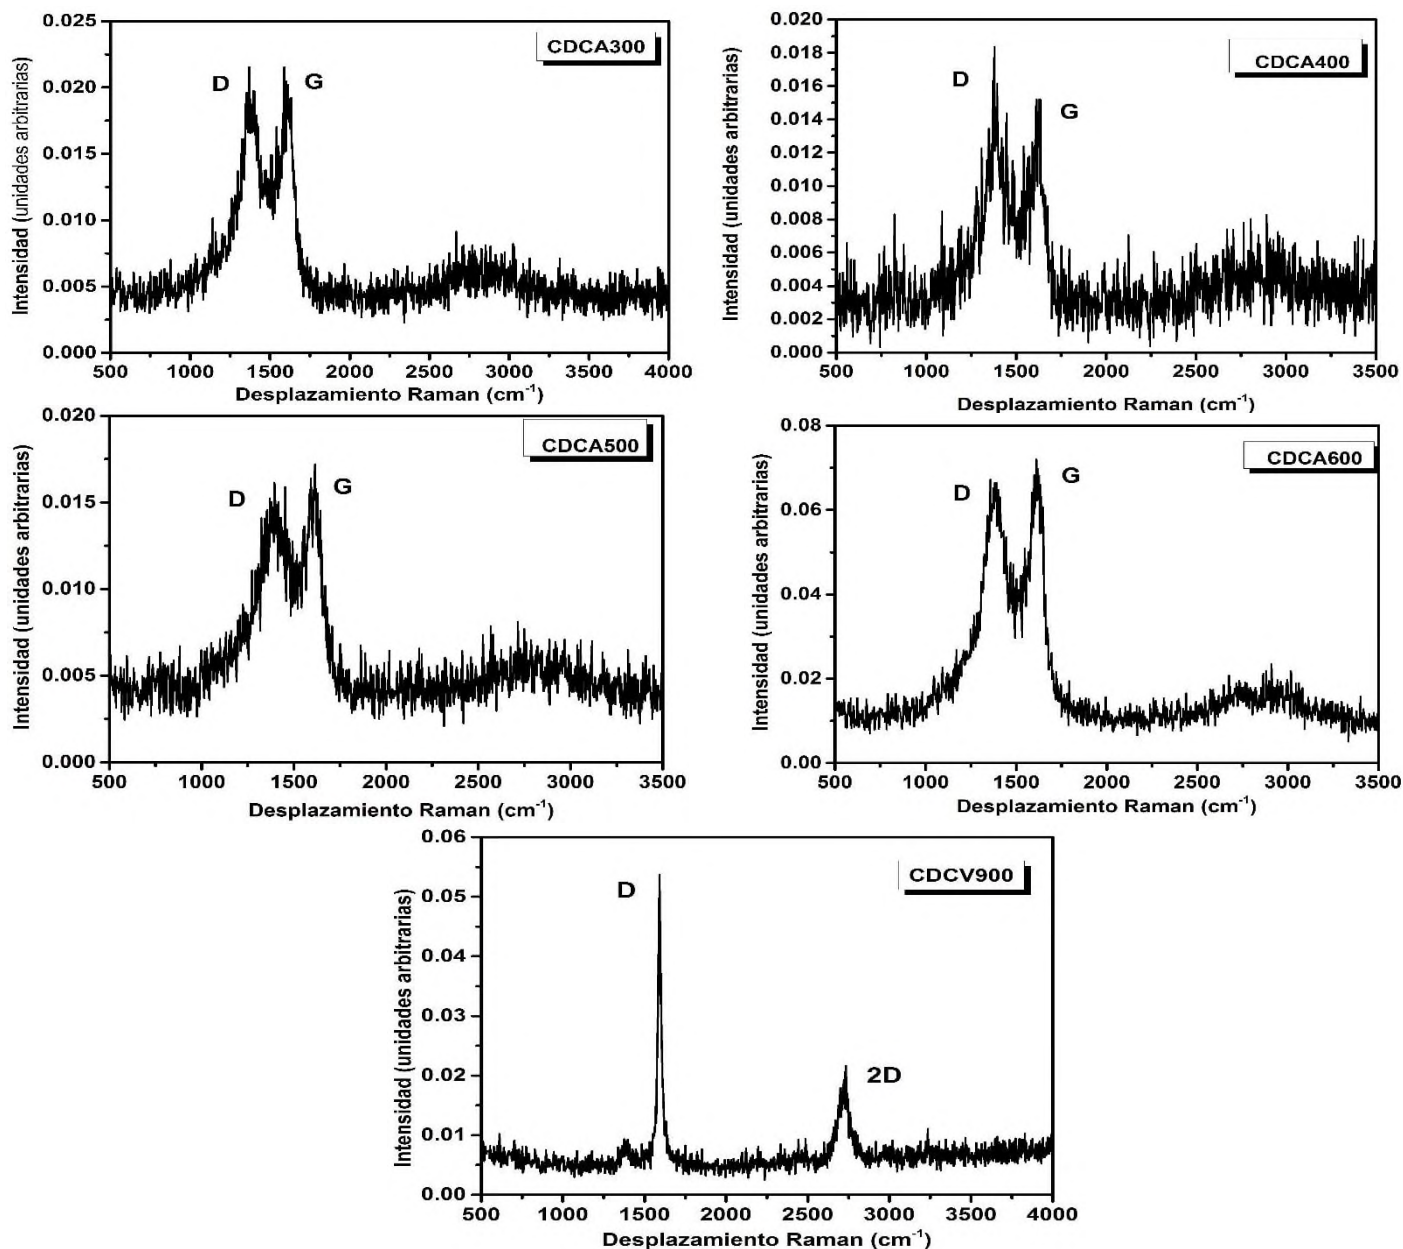 CDCA300
D
G
Intensidad (unidades arbitrarias)
0.025
0.020
0.015
0.010
0.005
0.000
500 1000 1500 2000 2500 3000 3500 4000
Desplazamiento Raman (cm⁻¹)
CDCA400
D
G
Intensidad (unidades arbitrarias)
0.020
0.018
0.016
0.014
0.012
0.010
0.008
0.006
0.004
0.002
0.000
500 1000 1500 2000 2500 3000 3500
Desplazamiento Raman (cm⁻¹)
CDCA500
D
G
Intensidad (unidades arbitrarias)
0.020
0.015
0.010
0.005
0.000
500 1000 1500 2000 2500 3000 3500
Desplazamiento Raman (cm⁻¹)
CDCA600
D
G
Intensidad (unidades arbitrarias)
0.08
0.06
0.04
0.02
0.00
500 1000 1500 2000 2500 3000 3500
Desplazamiento Raman (cm⁻¹)
CDCV900
D
2D
Intensidad (unidades arbitrarias)
0.06
0.05
0.04
0.03
0.02
0.01
0.00
500 1000 1500 2000 2500 3000 3500 4000
Desplazamiento Raman (cm⁻¹)